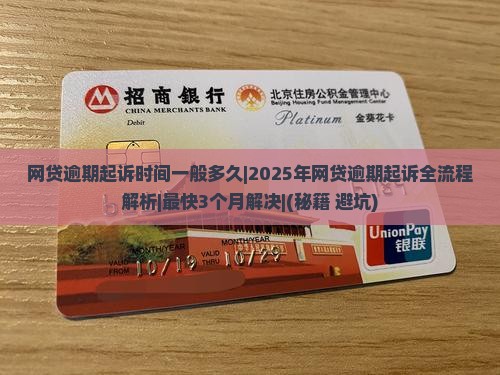 招商银行
CHINA MERCHANTS BANK
Debit
北京住房公积金管理中心
Beijing Housing Fund Management Center
Platinum 金葵花卡
网贷逾期起诉时间一般多久|2025年网贷逾期起诉全流程
解析|最快3个月解决|(秘籍 避坑)
MONTH/YEAR MONTH/YEAR
VALID FROM 10/19 VALID THRU 10/29
UnionPay
银联